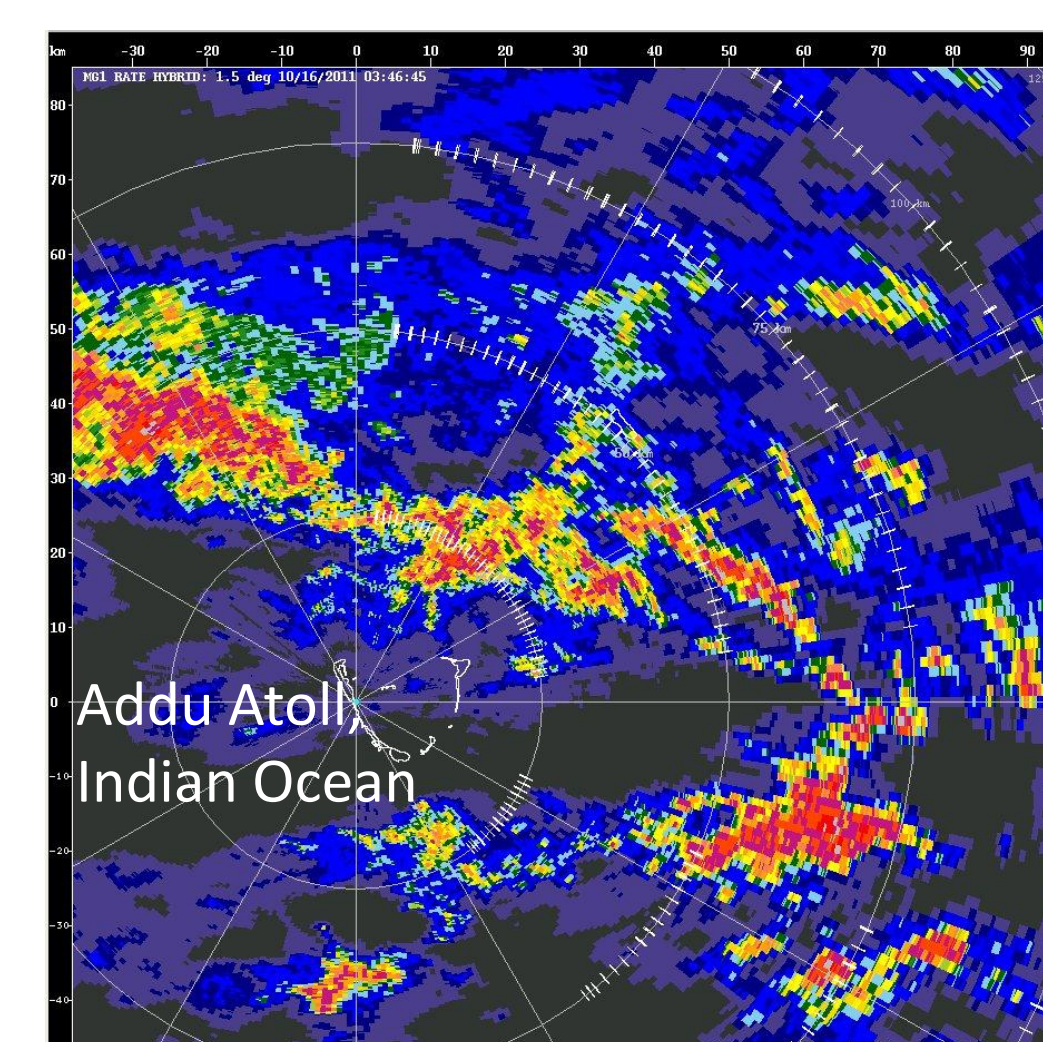 km -30 -20 -10 0 10 20 30 40 50 60 70 80 90
MG1 RATE HYBRID: 1.5 deg 10/16/2011 03:46:45
80
70
60
50
40
30
20
10
0
-10
-20
-30
-40
100 km
75 km
50 km
Addu Atoll
Indian Ocean